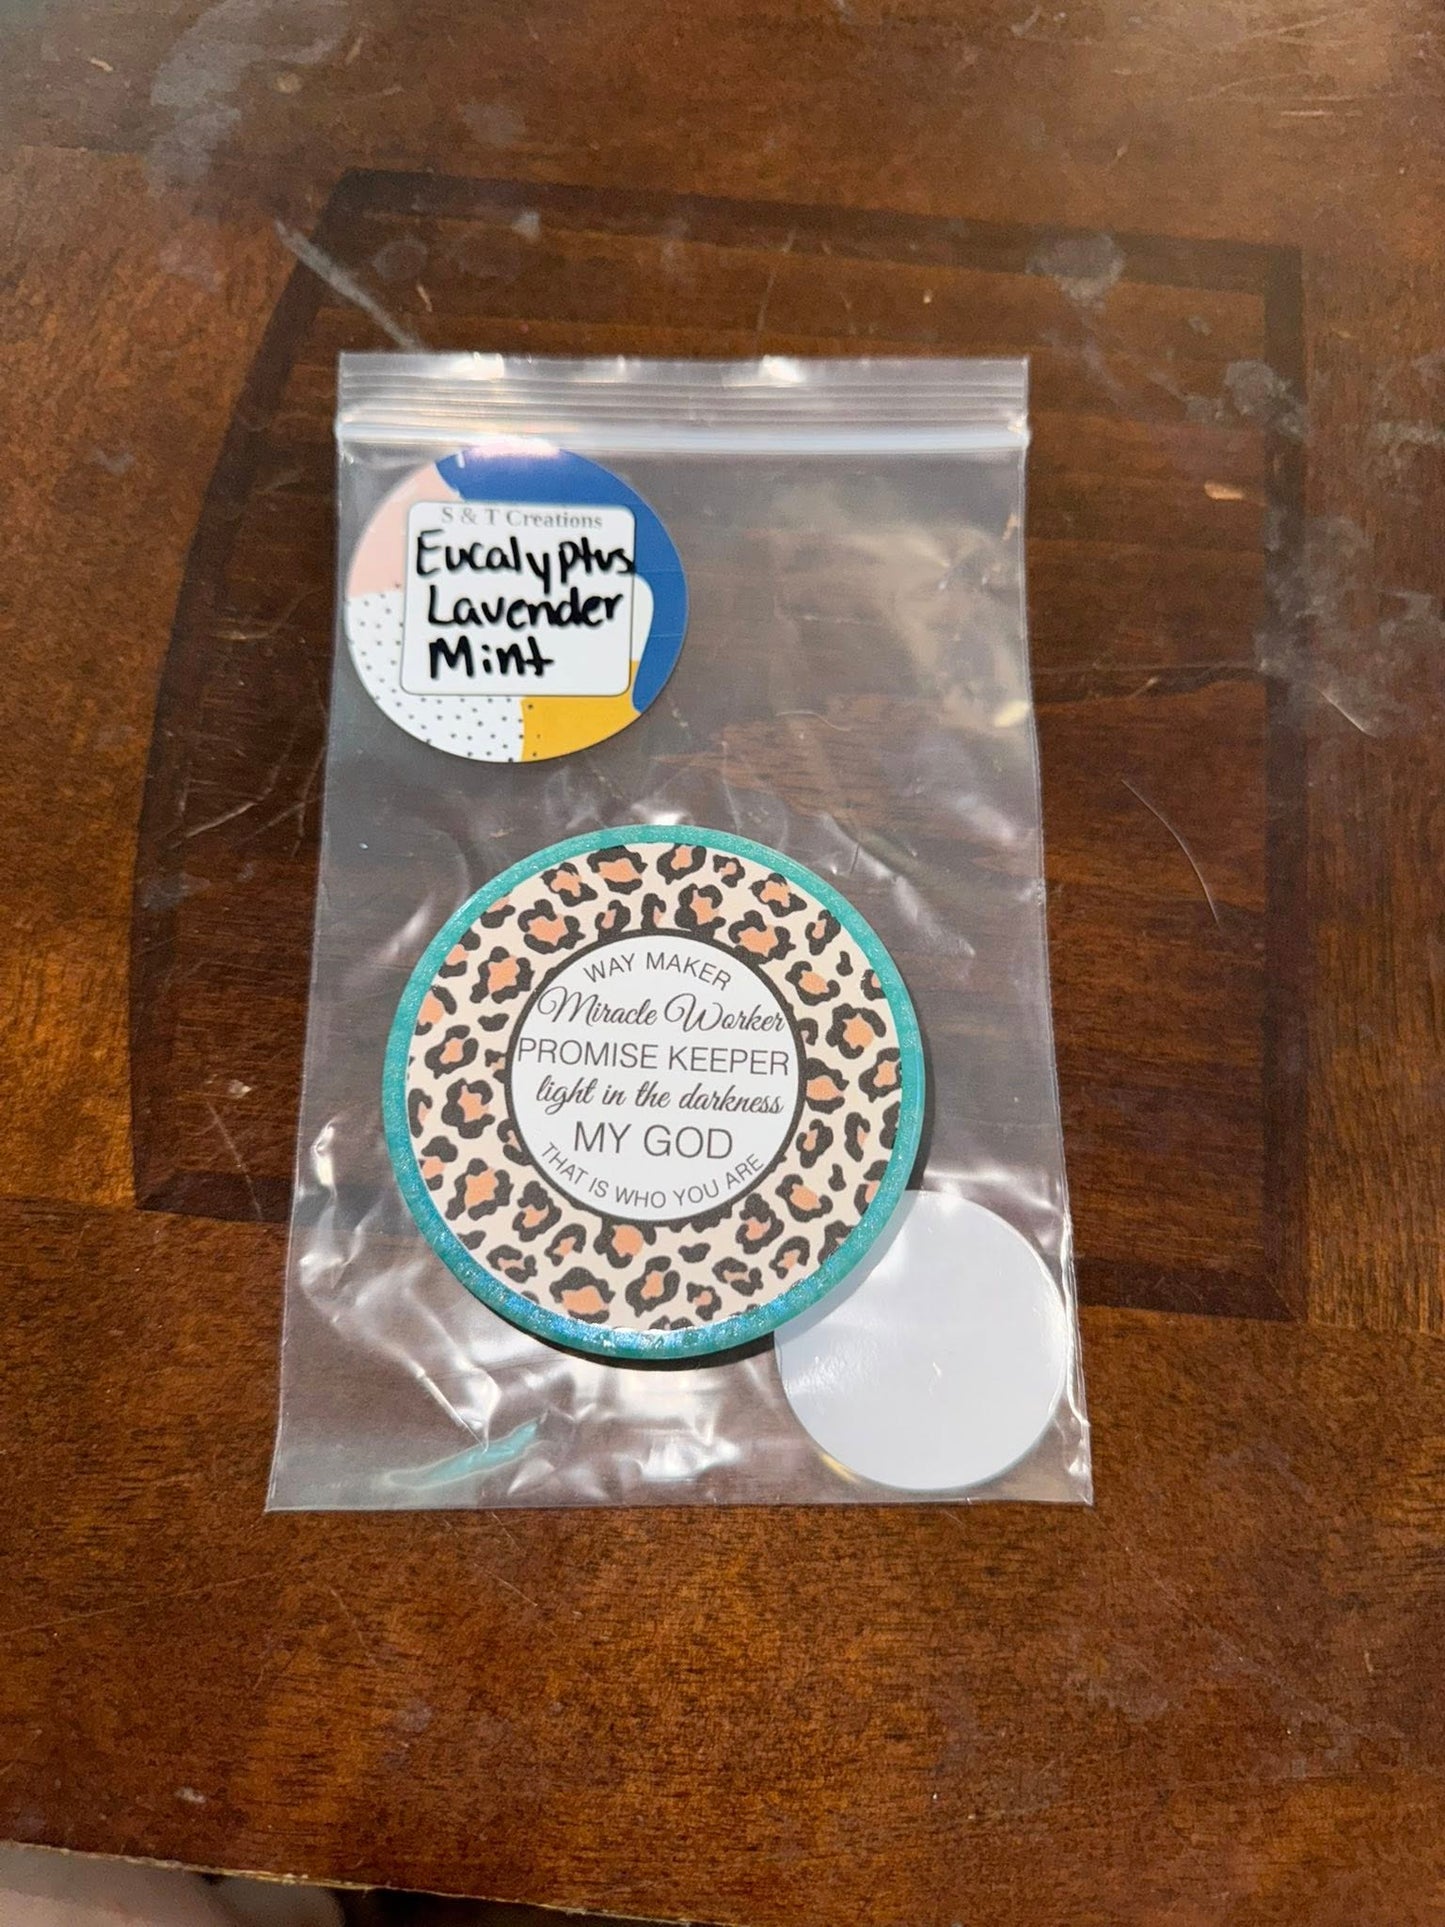 S & T Creations
Eucalyptus
Lavender
Mint
WAY MAKER
Miracle Worker
PROMISE KEEPER
light in the darkness
MY GOD
THAT IS WHO YOU ARE